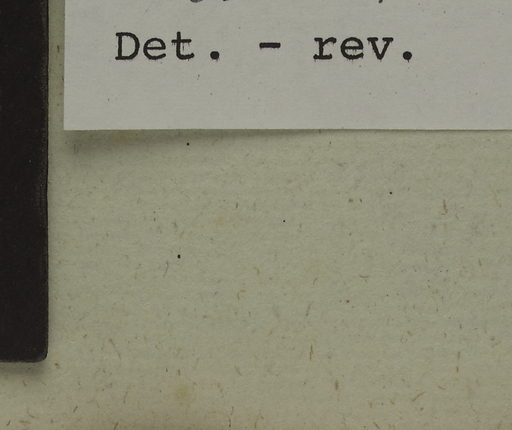 Det. - rev.